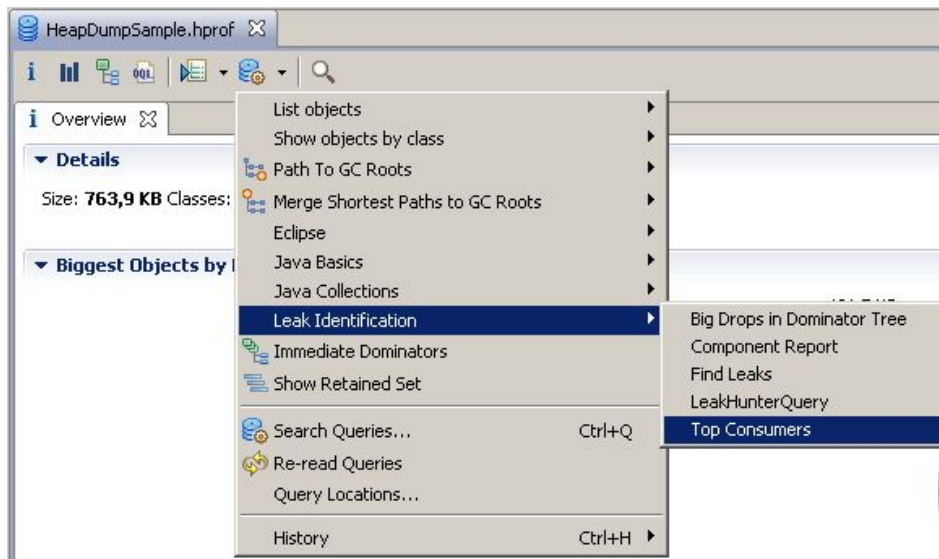 HeapDumpSample.hprof
i
OQL
i Overview
Details
Size: 763,9 KB Classes:
Biggest Objects by
List objects
Show objects by class
Path To GC Roots
Merge Shortest Paths to GC Roots
Eclipse
Java Basics
Java Collections
Leak Identification
Immediate Dominators
Show Retained Set
Search Queries... Ctrl+Q
Re-read Queries
Query Locations...
History Ctrl+H
Big Drops in Dominator Tree
Component Report
Find Leaks
LeakHunterQuery
Top Consumers